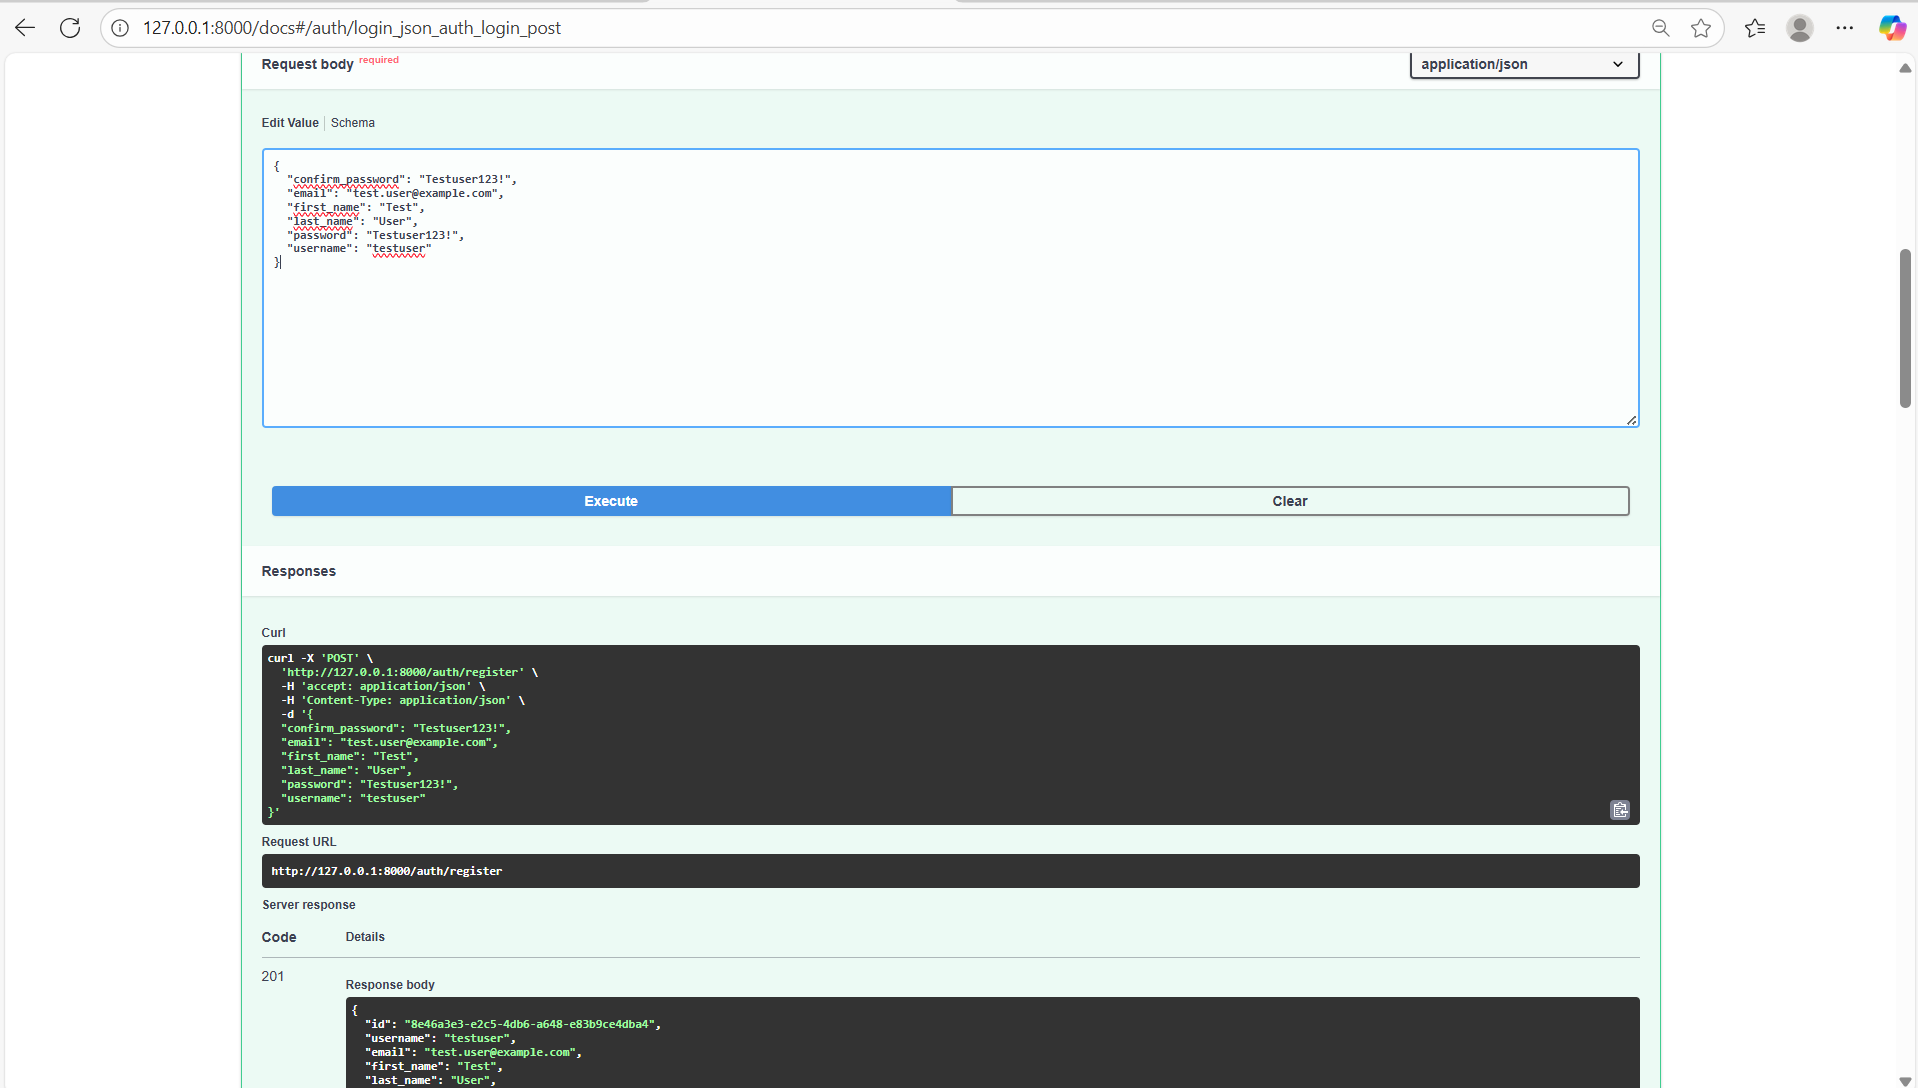 127.0.0.1:8000/docs#/auth/login_json_auth_login_post
Request body required
application/json
Edit Value | Schema
{
"confirm_password": "Testuser123!",
"email": "test.user@example.com",
"first_name": "Test",
"last_name": "User",
"password": "Testuser123!",
"username": "testuser"
}
Execute
Clear
Responses
Curl
curl -X 'POST' \
'http://127.0.0.1:8000/auth/register' \
-H 'accept: application/json' \
-H 'Content-Type: application/json' \
-d '{
"confirm_password": "Testuser123!",
"email": "test.user@example.com",
"first_name": "Test",
"last_name": "User",
"password": "Testuser123!",
"username": "testuser"
}'
Request URL
http://127.0.0.1:8000/auth/register
Server response
Code Details
201
Response body
{
"id": "8e46a3e3-e2c5-4db6-a648-e83b9ce4dba4",
"username": "testuser",
"email": "test.user@example.com",
"first_name": "Test",
"last_name": "User",